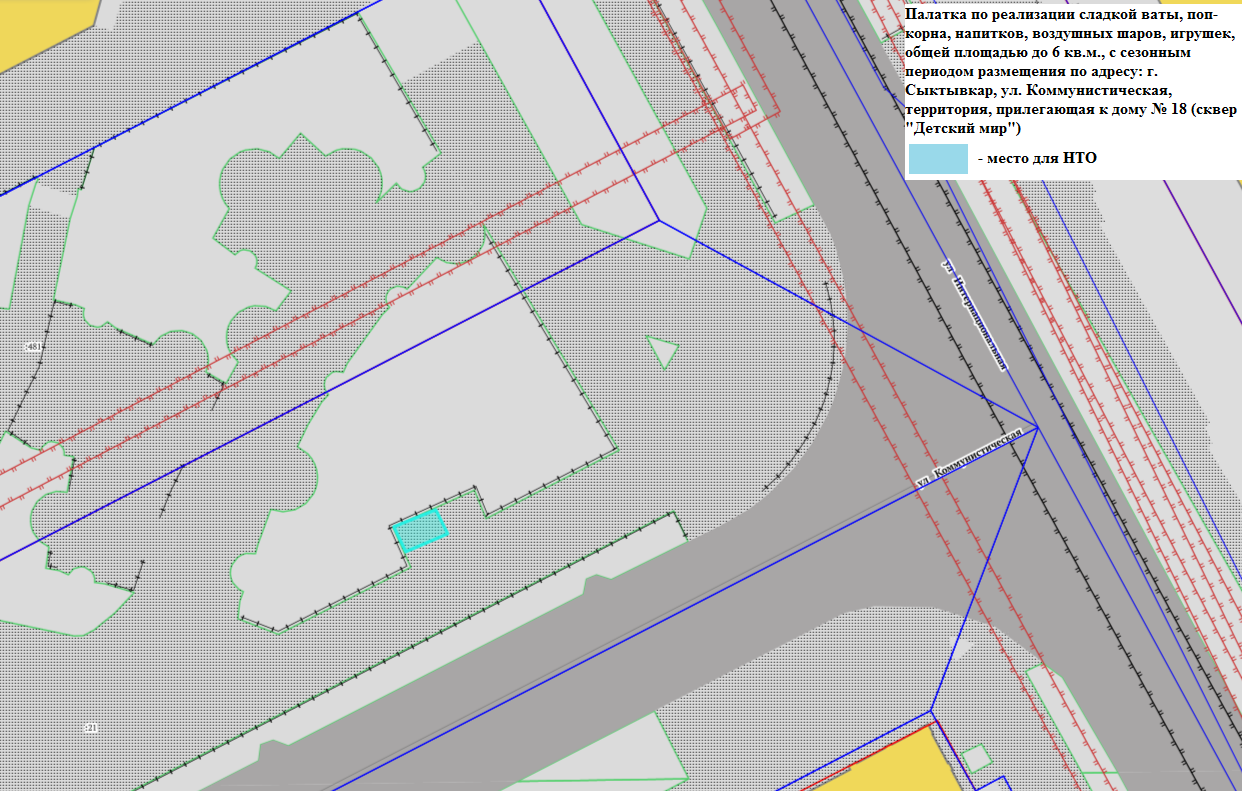 Палатка по реализации сладкой ваты, поп-
корна, напитков, воздушных шаров, игрушек,
общей площадью до 6 кв.м., с сезонным
периодом размещения по адресу: г.
Сыктывкар, ул. Коммунистическая,
территория, прилегающая к дому № 18 (сквер
"Детский мир")
- место для НТО
ул Интернациональная
:481
ул Коммунистическая
:21